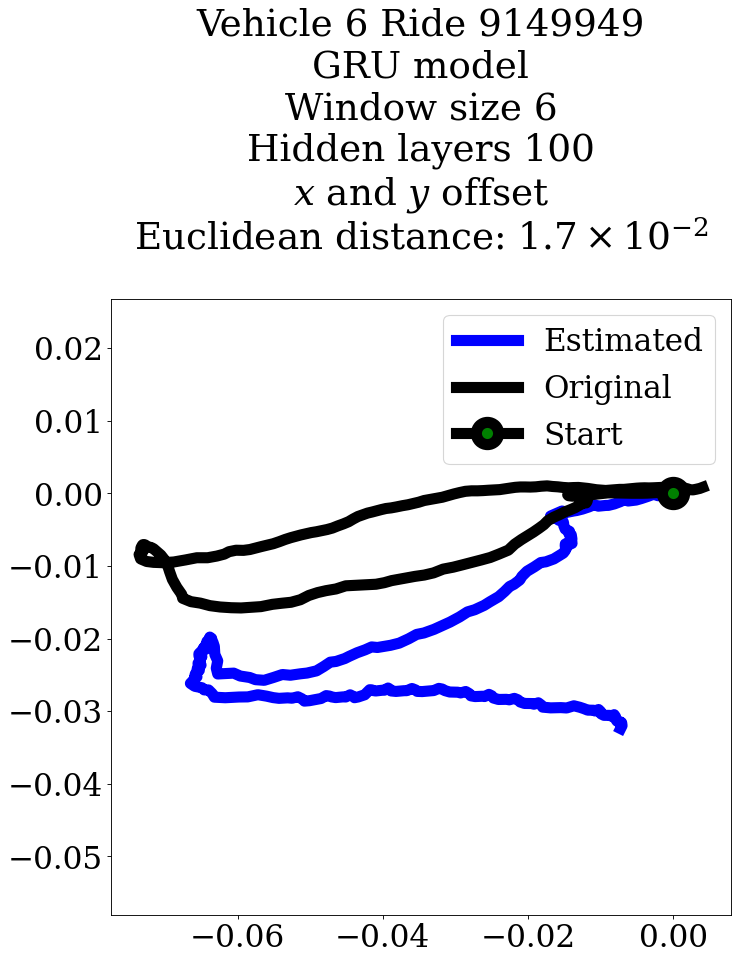 Vehicle 6 Ride 9149949
GRU model
Window size 6
Hidden layers 100
x and y offset
Euclidean distance: 1.7 × 10⁻²
Estimated
Original
Start
0.02
0.01
0.00
−0.01
−0.02
−0.03
−0.04
−0.05
−0.06 −0.04 −0.02 0.00